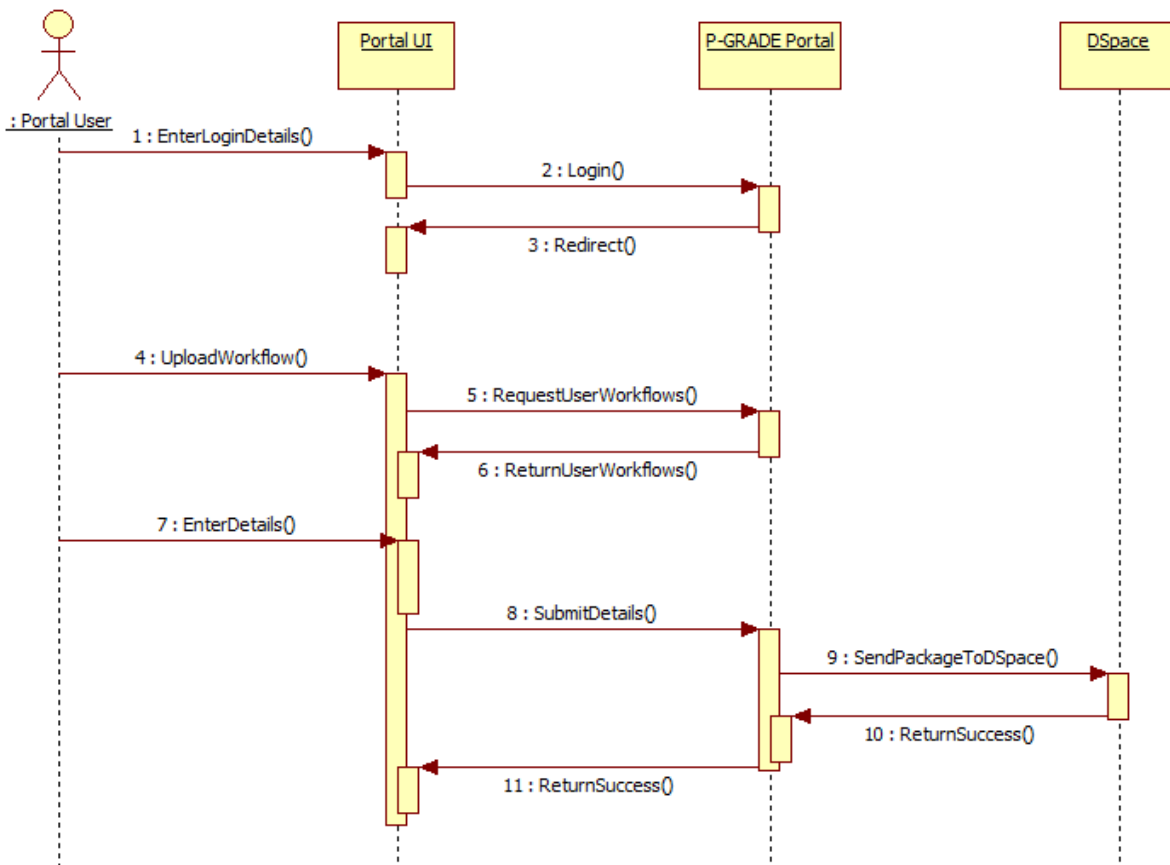 Portal UI
P-GRADE Portal
DSpace
: Portal User
1 : EnterLoginDetails()
2 : Login()
3 : Redirect()
4 : UploadWorkflow()
5 : RequestUserWorkflows()
6 : ReturnUserWorkflows()
7 : EnterDetails()
8 : SubmitDetails()
9 : SendPackageToDSpace()
10 : ReturnSuccess()
11 : ReturnSuccess()